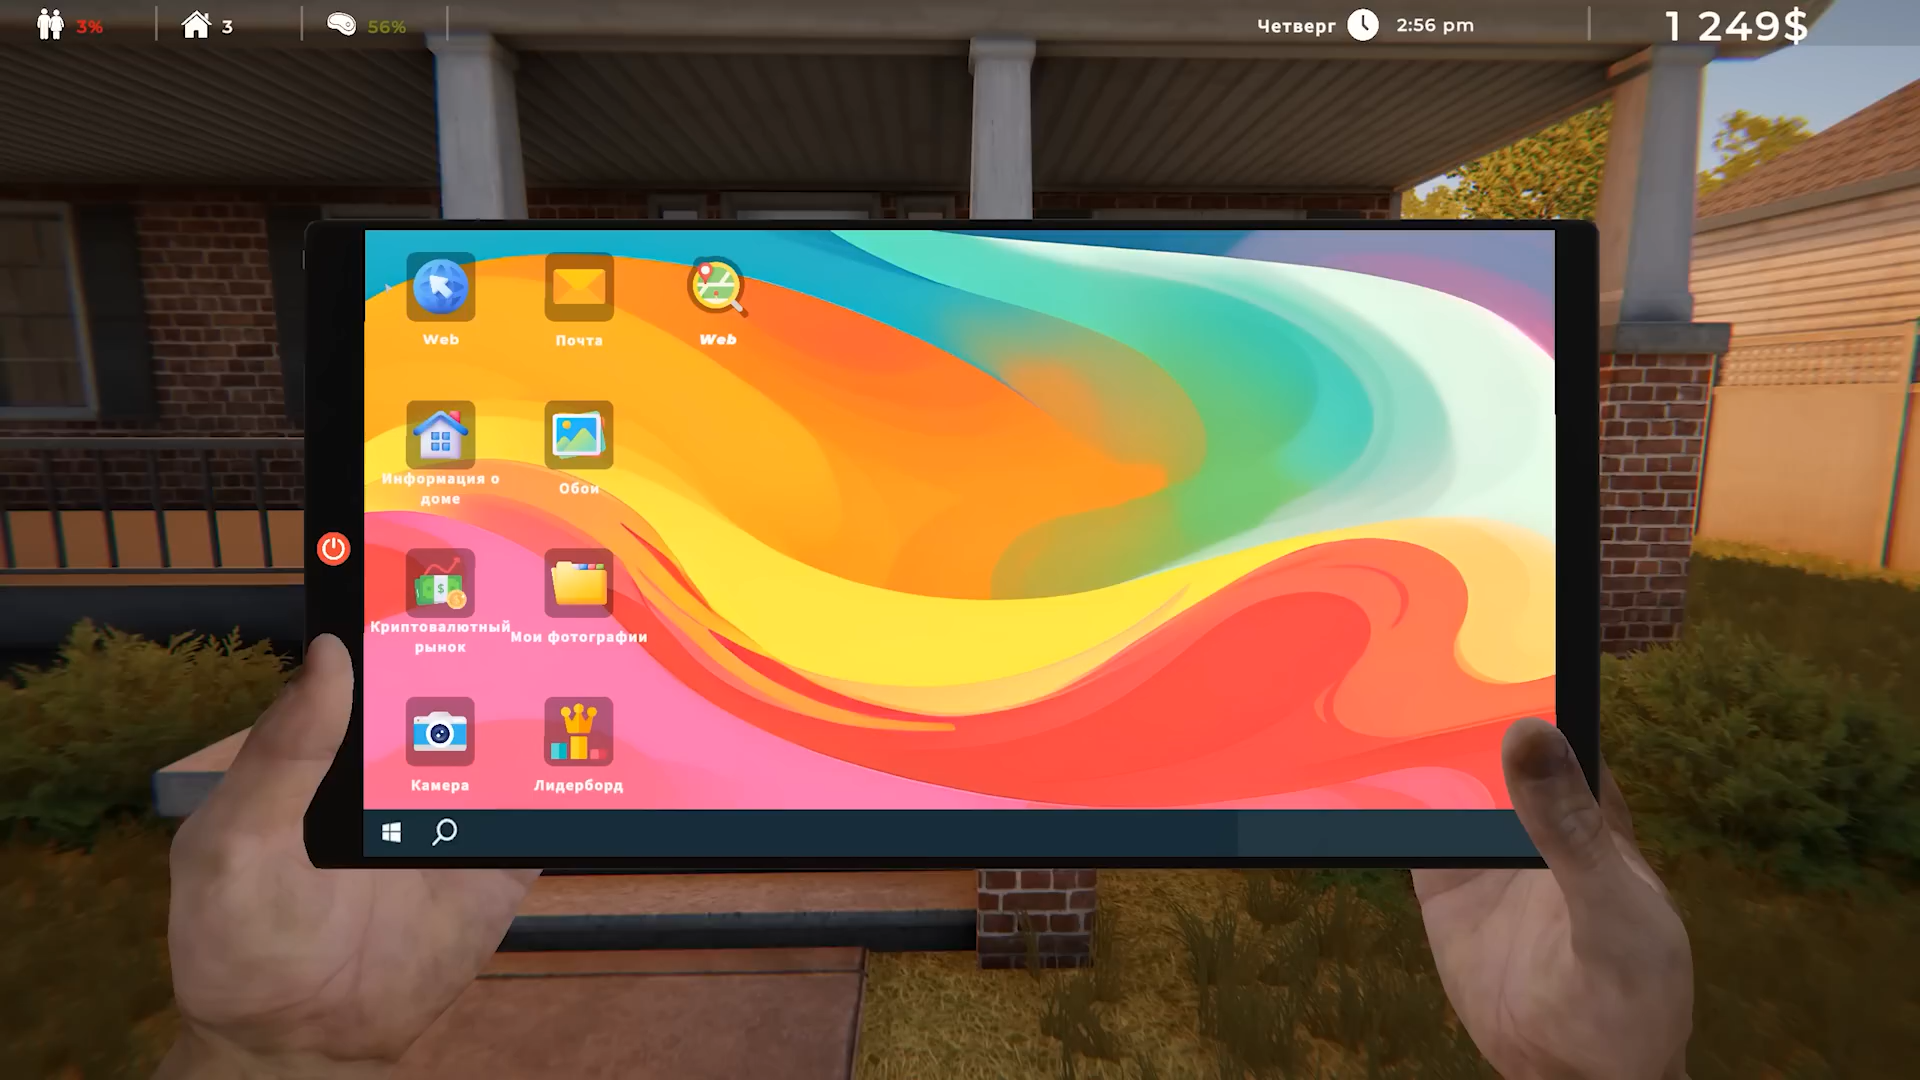 3%
3
56%
Четверг
2:56 pm
1 249$
Web
Почта
Web
Информация о
доме
Обои
Криптовалютный
рынок
Мои фотографии
Камера
Лидерборд